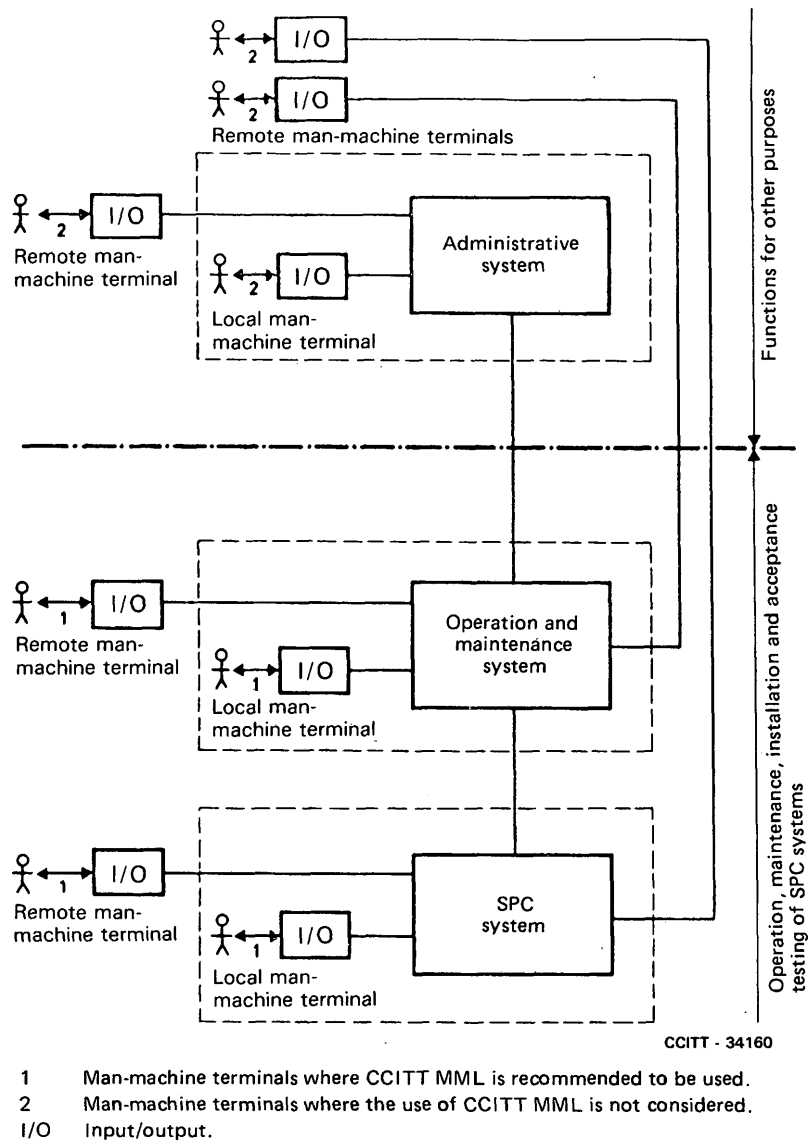 2
I/O
2
I/O
Remote man-machine terminals
2
I/O
Remote man-
machine terminal
2
I/O
Local man-
machine terminal
Administrative
system
Functions for other purposes
1
I/O
Remote man-
machine terminal
1
I/O
Local man-
machine terminal
Operation and
maintenance
system
1
I/O
Remote man-
machine terminal
1
I/O
Local man-
machine terminal
SPC
system
Operation, maintenance, installation and acceptance
testing of SPC systems
CCITT - 34160
1 Man-machine terminals where CCITT MML is recommended to be used.
2 Man-machine terminals where the use of CCITT MML is not considered.
I/O Input/output.